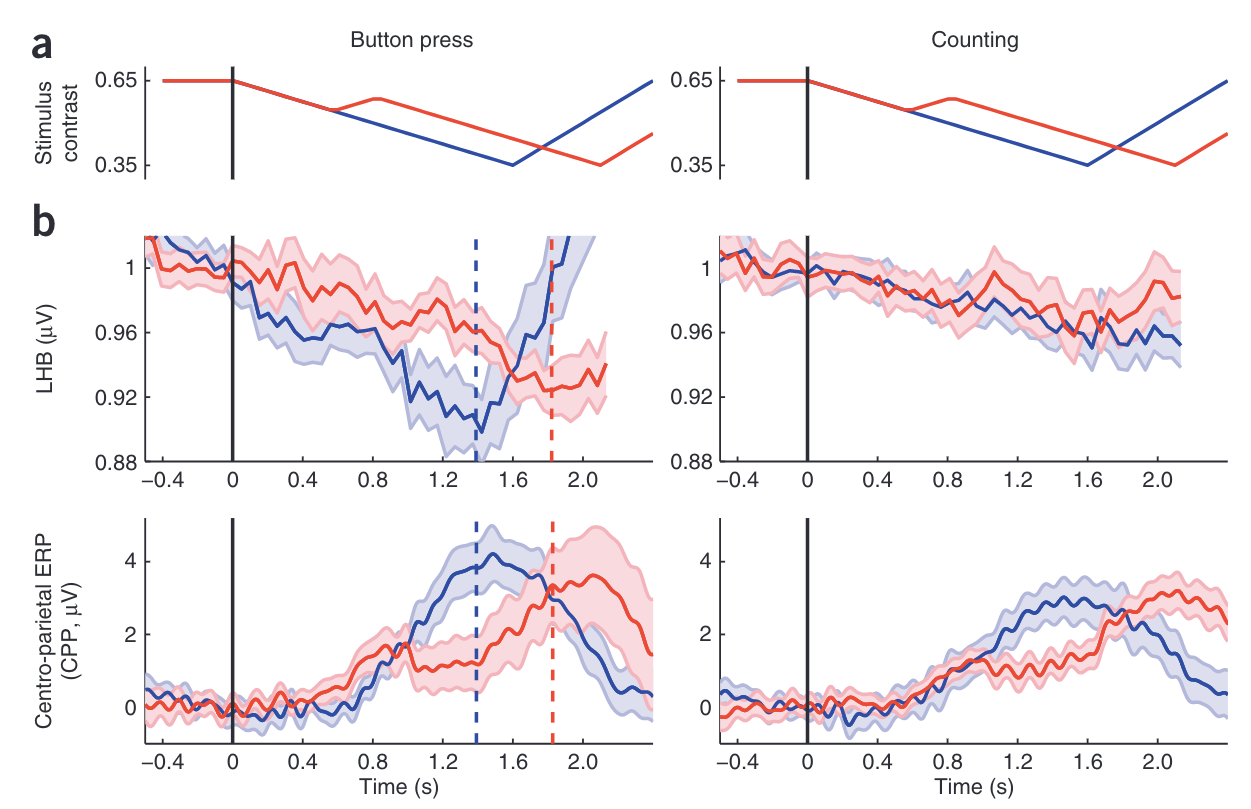 a
Button press
Counting
Stimulus
contrast
0.65
0.35
0.65
0.35
b
LHB (μV)
1
0.96
0.92
0.88
−0.4 0 0.4 0.8 1.2 1.6 2.0
1
0.96
0.92
0.88
−0.4 0 0.4 0.8 1.2 1.6 2.0
Centro-parietal ERP
(CPP, μV)
4
2
0
−0.4 0 0.4 0.8 1.2 1.6 2.0
Time (s)
4
2
0
−0.4 0 0.4 0.8 1.2 1.6 2.0
Time (s)